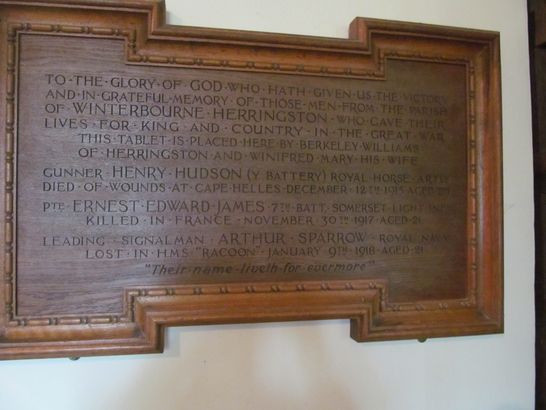 TO·THE·GLORY·OF·GOD·WHO·HATH·GIVEN·US·THE·VICTORY
AND·IN·GRATEFUL·MEMORY·OF·THOSE·MEN·FROM·THE·PARISH
OF·WINTERBOURNE·HERRINGSTON·WHO·GAVE·THEIR
LIVES·FOR·KING·AND·COUNTRY·IN·THE·GREAT·WAR
THIS·TABLET·IS·PLACED·HERE·BY·BERKELEY·WILLIAMS
OF·HERRINGSTON·AND·WINIFRED·MARY·HIS·WIFE
GUNNER·HENRY·HUDSON·(Y·BATTERY)·ROYAL·HORSE·ARTY
DIED·OF·WOUNDS·AT·CAPE·HELLES·DECEMBER·12TH·1915·AGED
PTE·ERNEST·EDWARD·JAMES·7TH·BATT·SOMERSET·LIGHT·INFY
KILLED·IN·FRANCE·NOVEMBER·30TH·1917·AGED·21
LEADING·SIGNALMAN·ARTHUR·SPARROW·ROYAL·NAVY
LOST·IN·HMS·"RACOON"·JANUARY·9TH·1918·AGED
"Their·name·liveth·for·evermore"